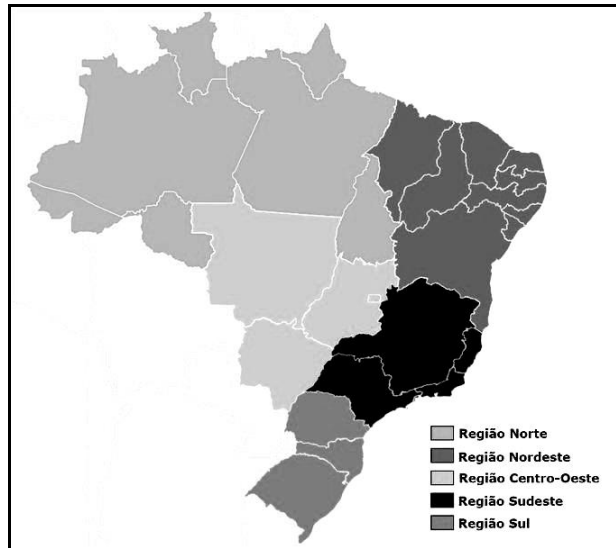 Região Norte
Região Nordeste
Região Centro-Oeste
Região Sudeste
Região Sul